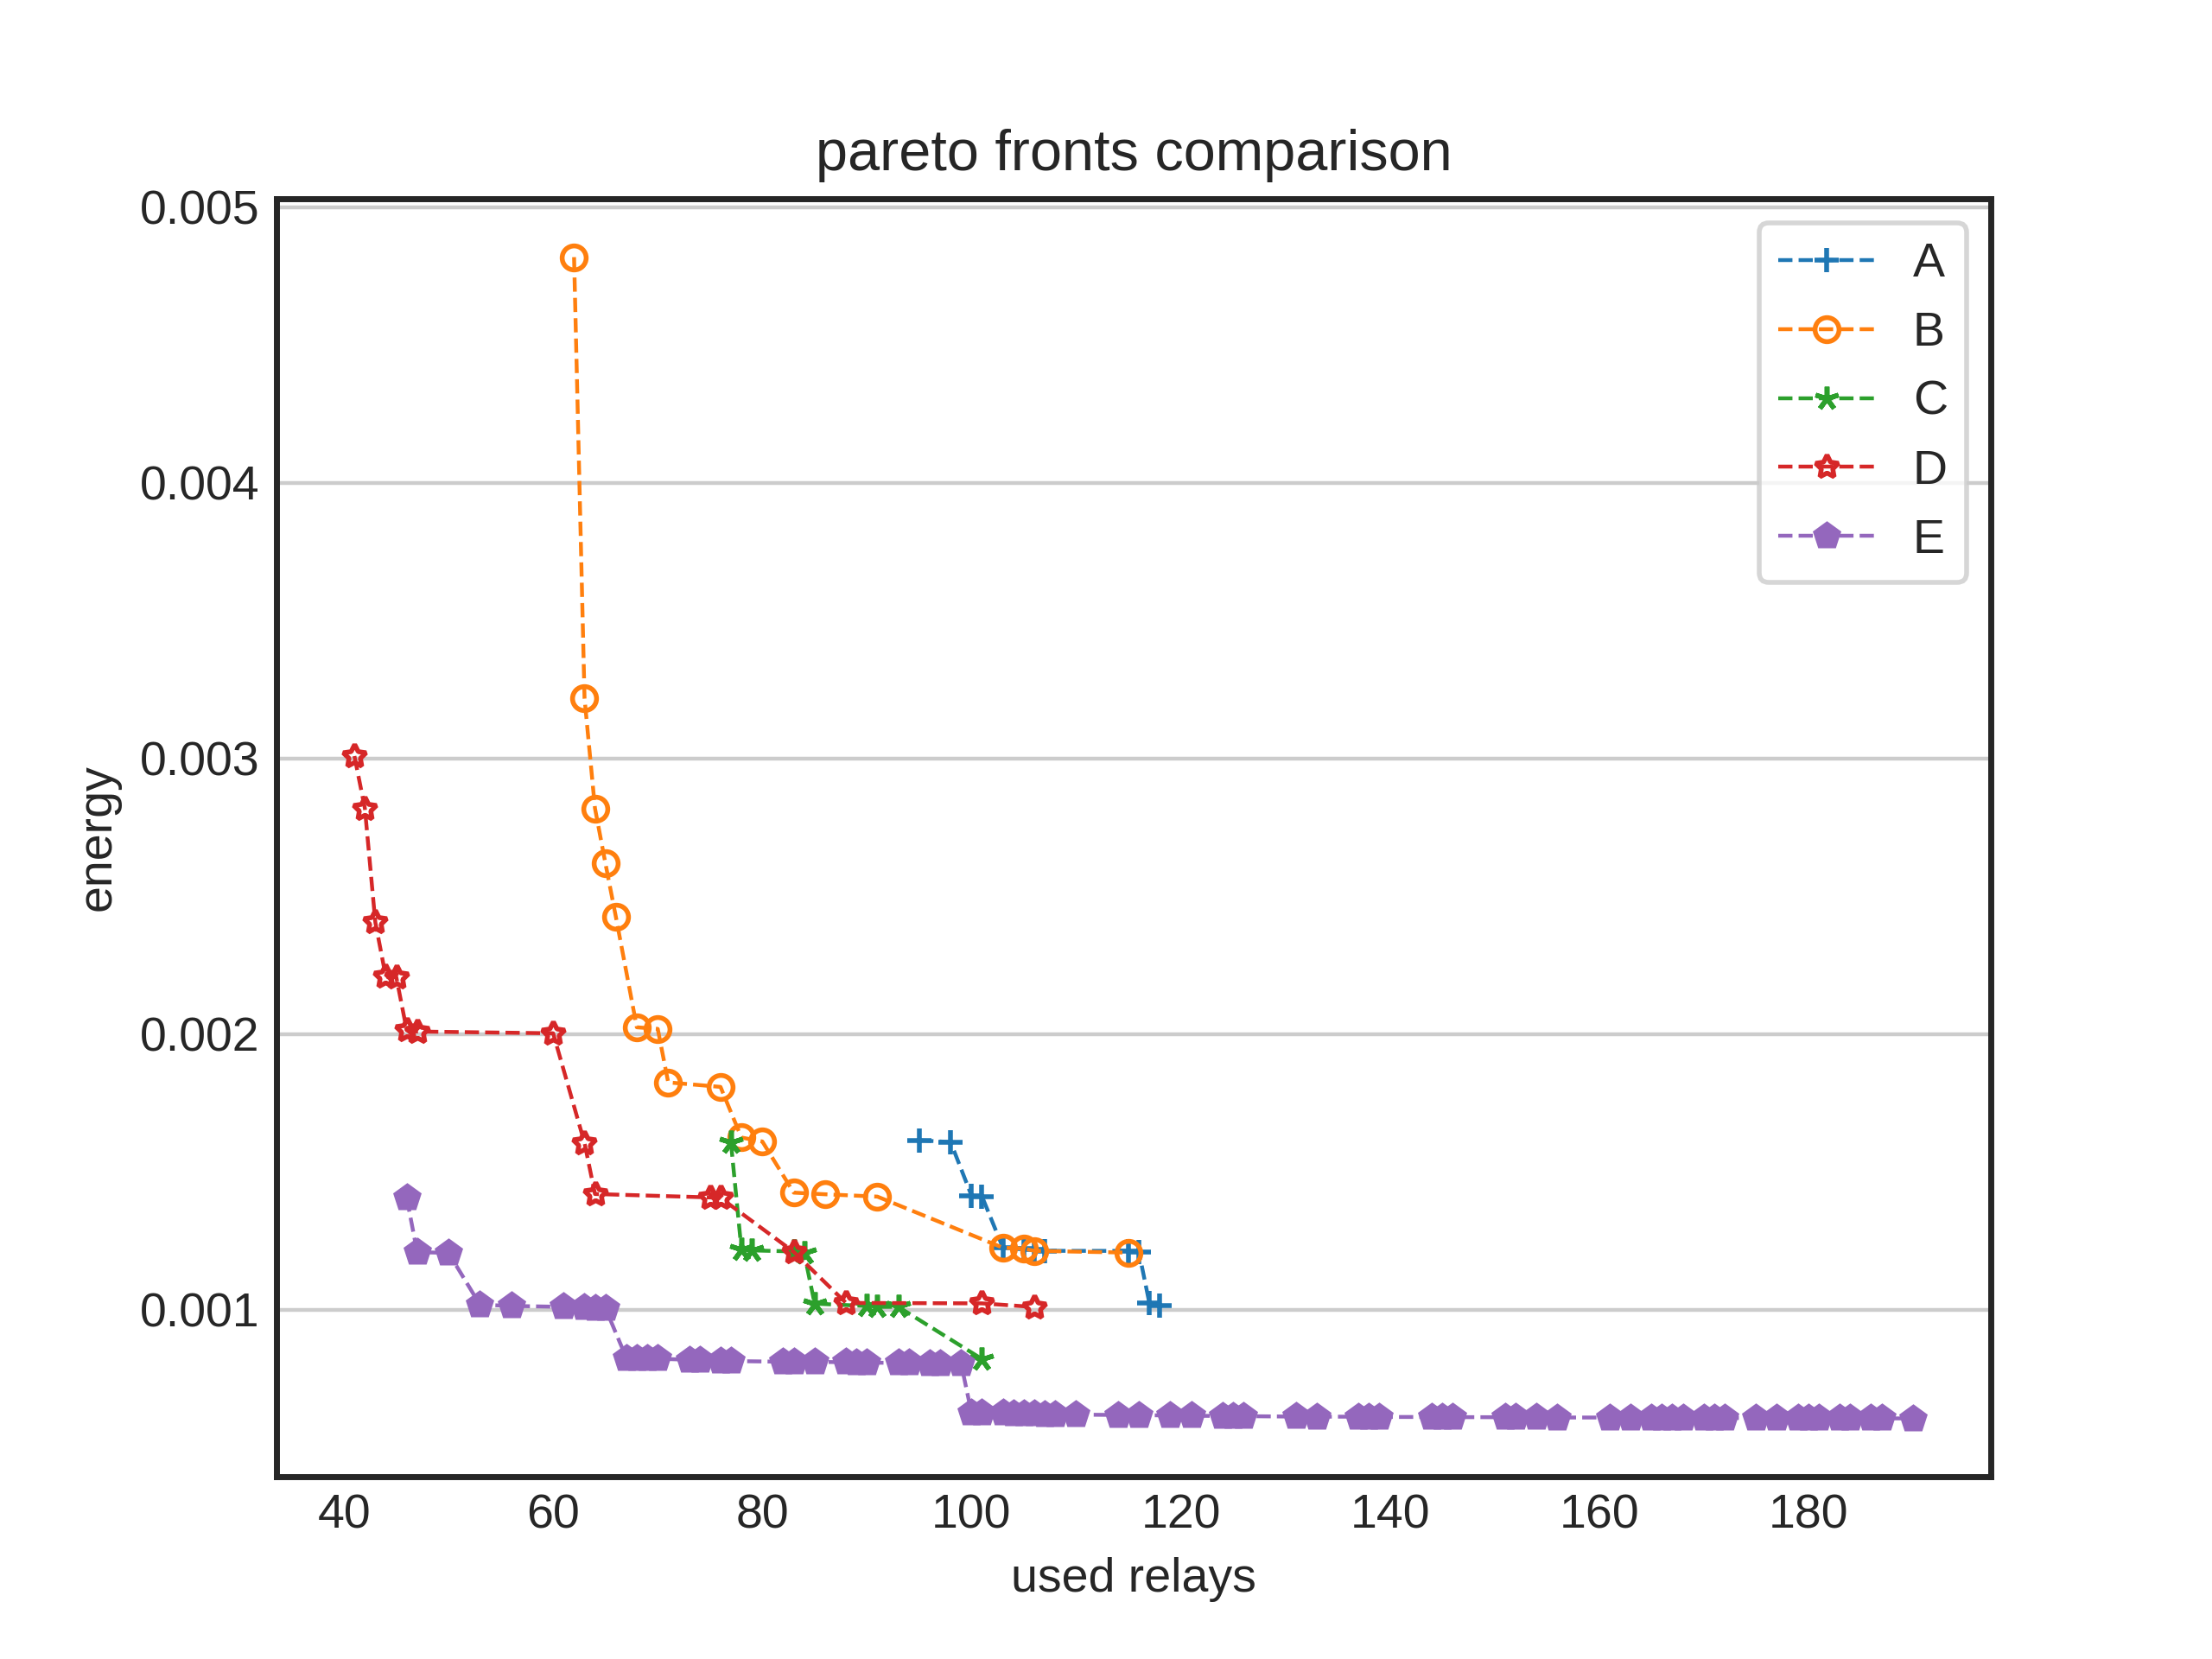 pareto fronts comparison
0.005
0.004
0.003
0.002
0.001
energy
A
B
C
D
E
40 60 80 100 120 140 160 180
used relays